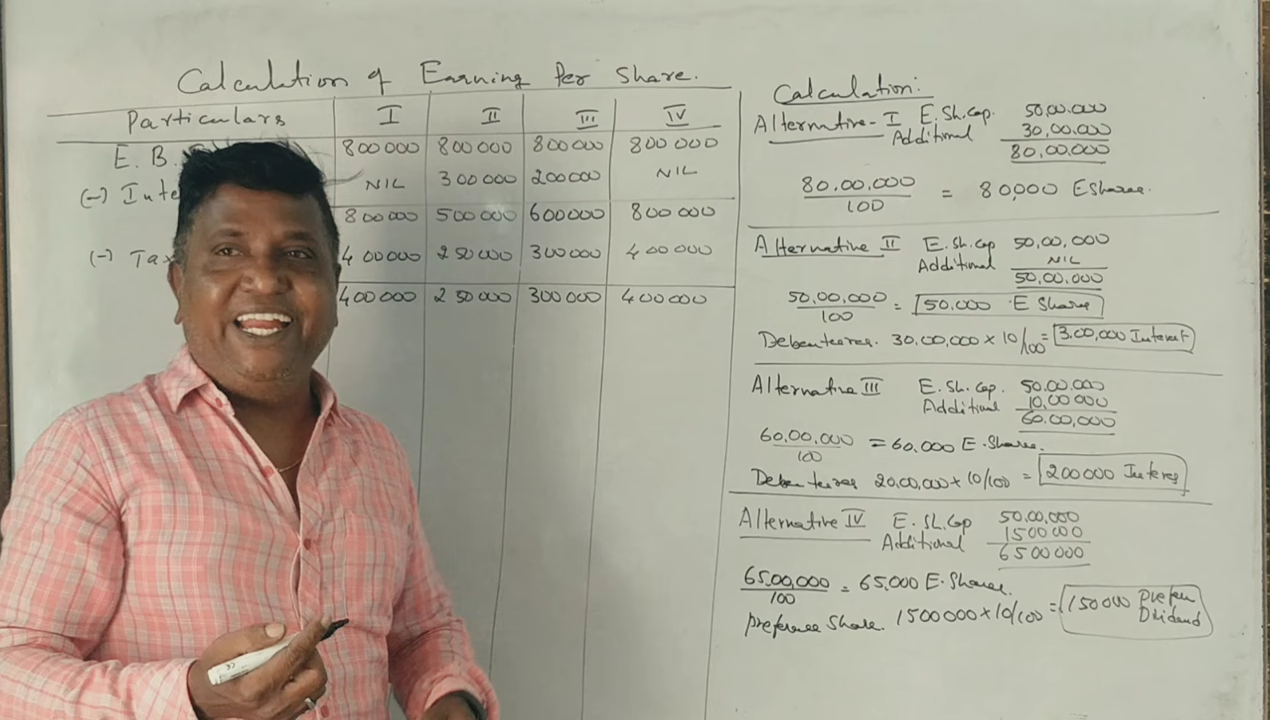 Calculation of Earning Per Share.
Particulars I II III IV
E. B. 800000 800000 800000 800000
(-) Inte NIL 300000 200000 NIL
800000 500000 600000 800000
(-) Tax 400000 250000 300000 400000
400000 250000 300000 400000
Calculation:
Alternative-I E.Sh.Cap. 50,00,000
Additional 30,00,000
80,00,000
80,00,000 / 100 = 80,000 E Shares.
Alternative II E.Sh.Cap 50,00,000
Additional NIL
50,00,000
50,00,000 / 100 = 50,000 E Shares
Debentures. 30,00,000 × 10/100 = 3,00,000 Interest
Alternative III E.Sh.Cap. 50,00,000
Additional 10,00,000
60,00,000
60,00,000 / 100 = 60,000 E.Shares.
Debentures 20,00,000 × 10/100 = 200000 Interes
Alternative IV E.Sh.Cap 50,00,000
Additional 1500000
6500000
65,00,000 / 100 = 65,000 E.Shares.
Preference Share. 1500000 × 10/100 = 150000 Prefen
Dividend